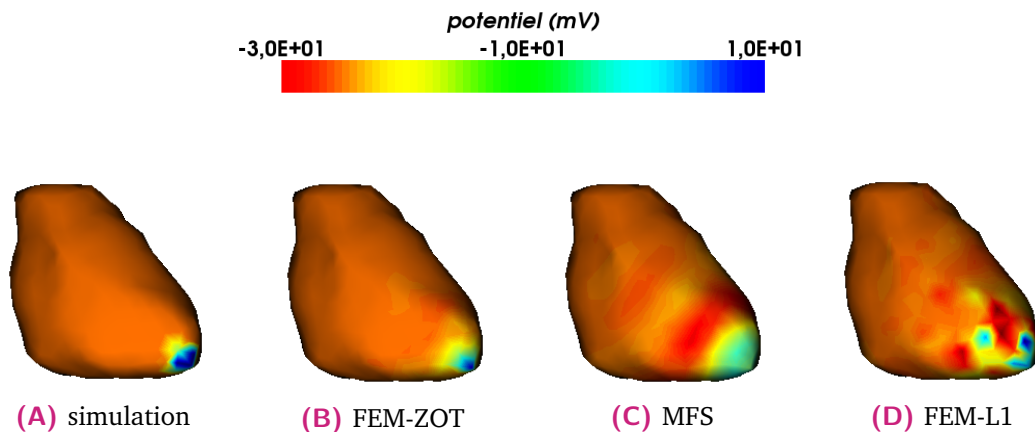 potentiel (mV)
-3,0E+01 -1,0E+01 1,0E+01
(A) simulation (B) FEM-ZOT (C) MFS (D) FEM-L1